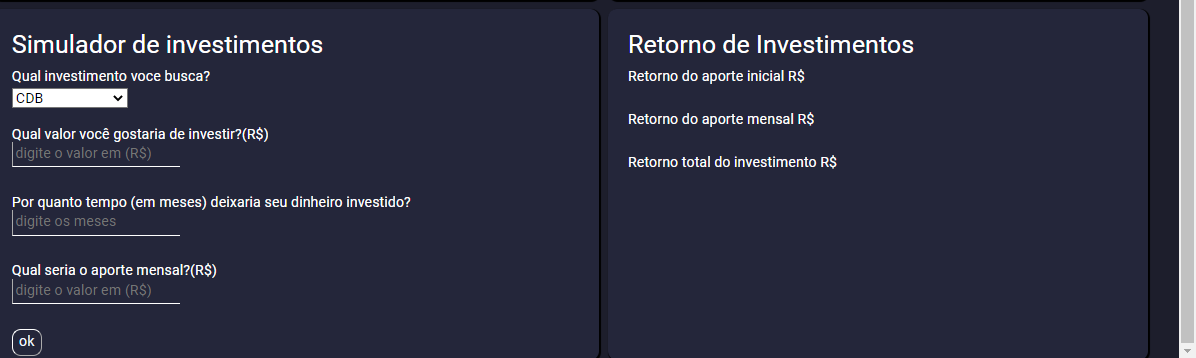 Simulador de investimentos
Qual investimento voce busca?
CDB
Qual valor você gostaria de investir?(R$)
digite o valor em (R$)
Por quanto tempo (em meses) deixaria seu dinheiro investido?
digite os meses
Qual seria o aporte mensal?(R$)
digite o valor em (R$)
ok
Retorno de Investimentos
Retorno do aporte inicial R$
Retorno do aporte mensal R$
Retorno total do investimento R$